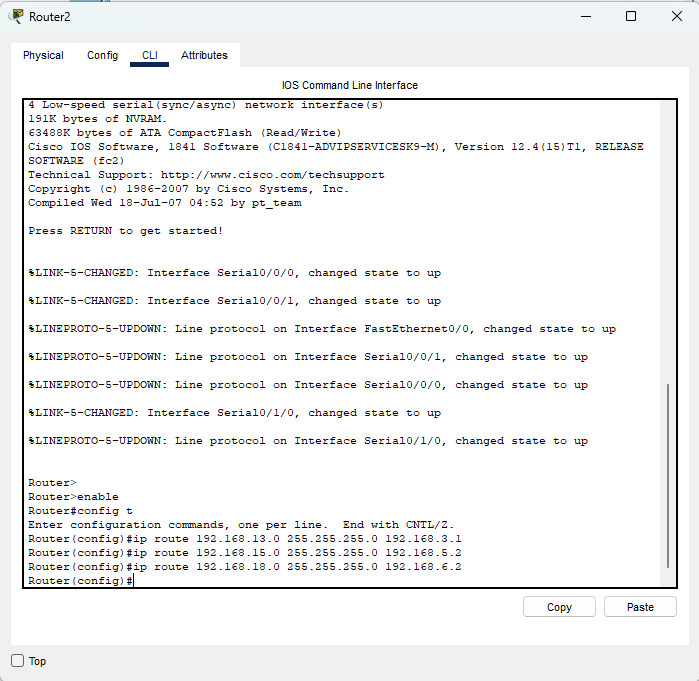 Router2
Physical Config CLI Attributes
IOS Command Line Interface
4 Low-speed serial(sync/async) network interface(s)
191K bytes of NVRAM.
63488K bytes of ATA CompactFlash (Read/Write)
Cisco IOS Software, 1841 Software (C1841-ADVIPSERVICESK9-M), Version 12.4(15)T1, RELEASE
SOFTWARE (fc2)
Technical Support: http://www.cisco.com/techsupport
Copyright (c) 1986-2007 by Cisco Systems, Inc.
Compiled Wed 18-Jul-07 04:52 by pt_team
Press RETURN to get started!
%LINK-5-CHANGED: Interface Serial0/0/0, changed state to up
%LINK-5-CHANGED: Interface Serial0/0/1, changed state to up
%LINEPROTO-5-UPDOWN: Line protocol on Interface FastEthernet0/0, changed state to up
%LINEPROTO-5-UPDOWN: Line protocol on Interface Serial0/0/1, changed state to up
%LINEPROTO-5-UPDOWN: Line protocol on Interface Serial0/0/0, changed state to up
%LINK-5-CHANGED: Interface Serial0/1/0, changed state to up
%LINEPROTO-5-UPDOWN: Line protocol on Interface Serial0/1/0, changed state to up
Router>
Router>enable
Router#config t
Enter configuration commands, one per line.  End with CNTL/Z.
Router(config)#ip route 192.168.13.0 255.255.255.0 192.168.3.1
Router(config)#ip route 192.168.15.0 255.255.255.0 192.168.5.2
Router(config)#ip route 192.168.18.0 255.255.255.0 192.168.6.2
Router(config)#
Copy Paste
Top